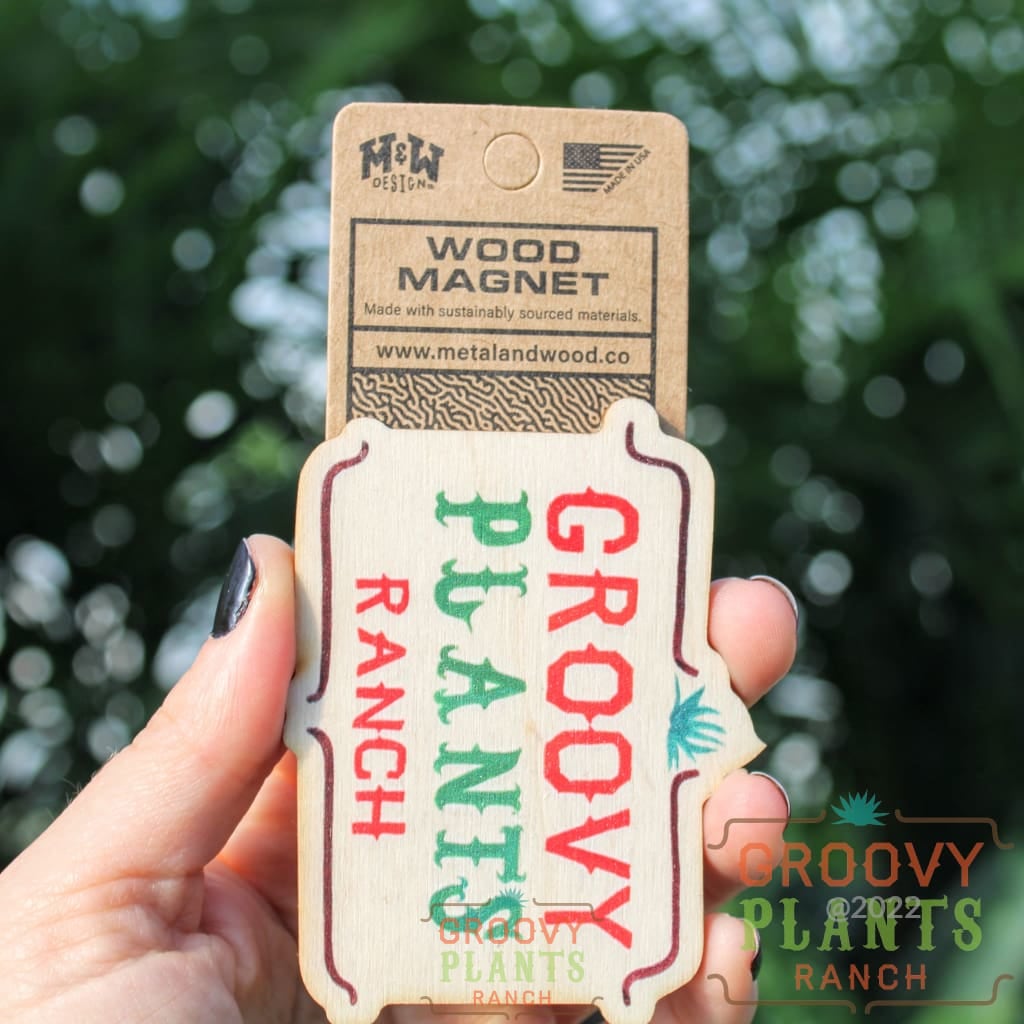 M&W
DESIGN CO
MADE IN USA
WOOD
MAGNET
Made with sustainably sourced materials.
www.metalandwood.co
GROOVY
PLANTS
RANCH
GROOVY
PLANTS
RANCH
GROOVY
©2022
PLANTS
RANCH